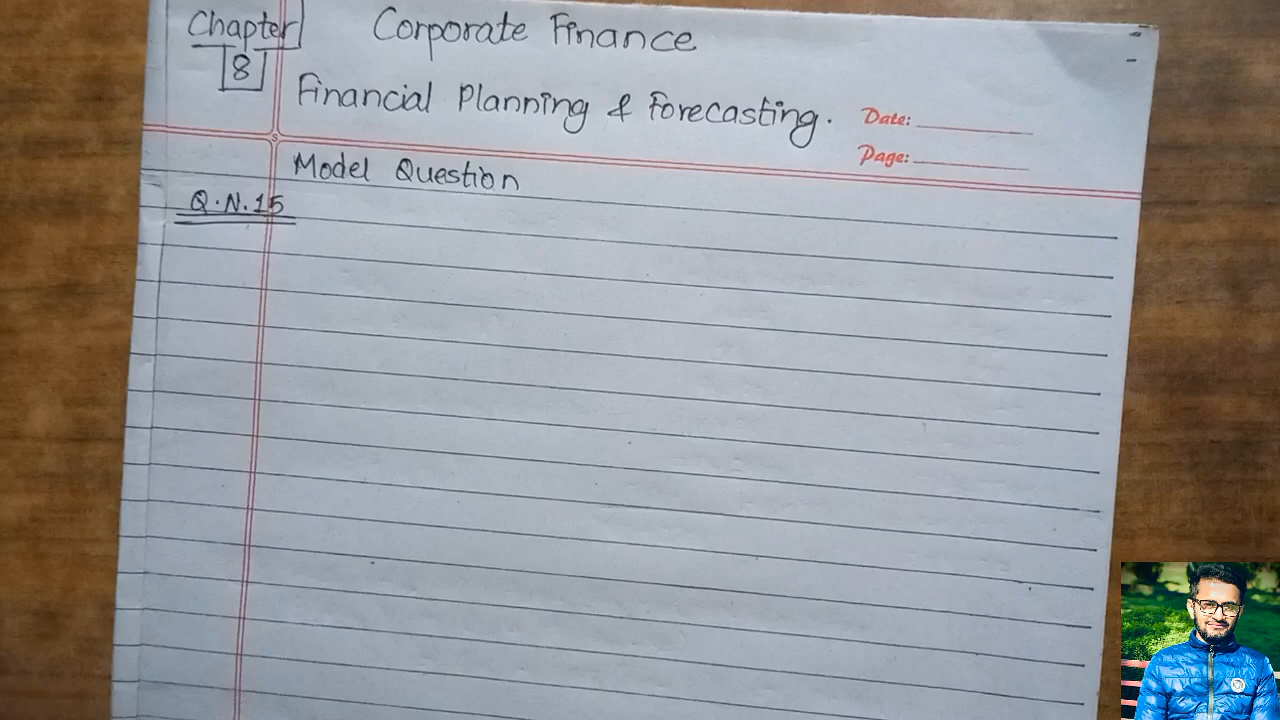 Chapter Corporate Finance
8
Financial Planning & Forecasting.
Date:
Page:
Model Question
Q.N.15